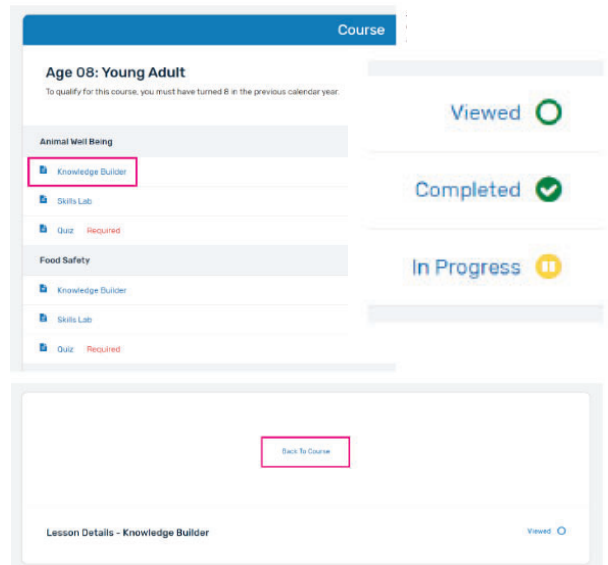 Course
Age 08: Young Adult
To qualify for this course, you must have turned 8 in the previous calendar year.
Animal Well Being
Knowledge Builder
Skills Lab
Quiz Required
Food Safety
Knowledge Builder
Skills Lab
Quiz Required
Viewed
Completed
In Progress
Back To Course
Lesson Details - Knowledge Builder
Viewed